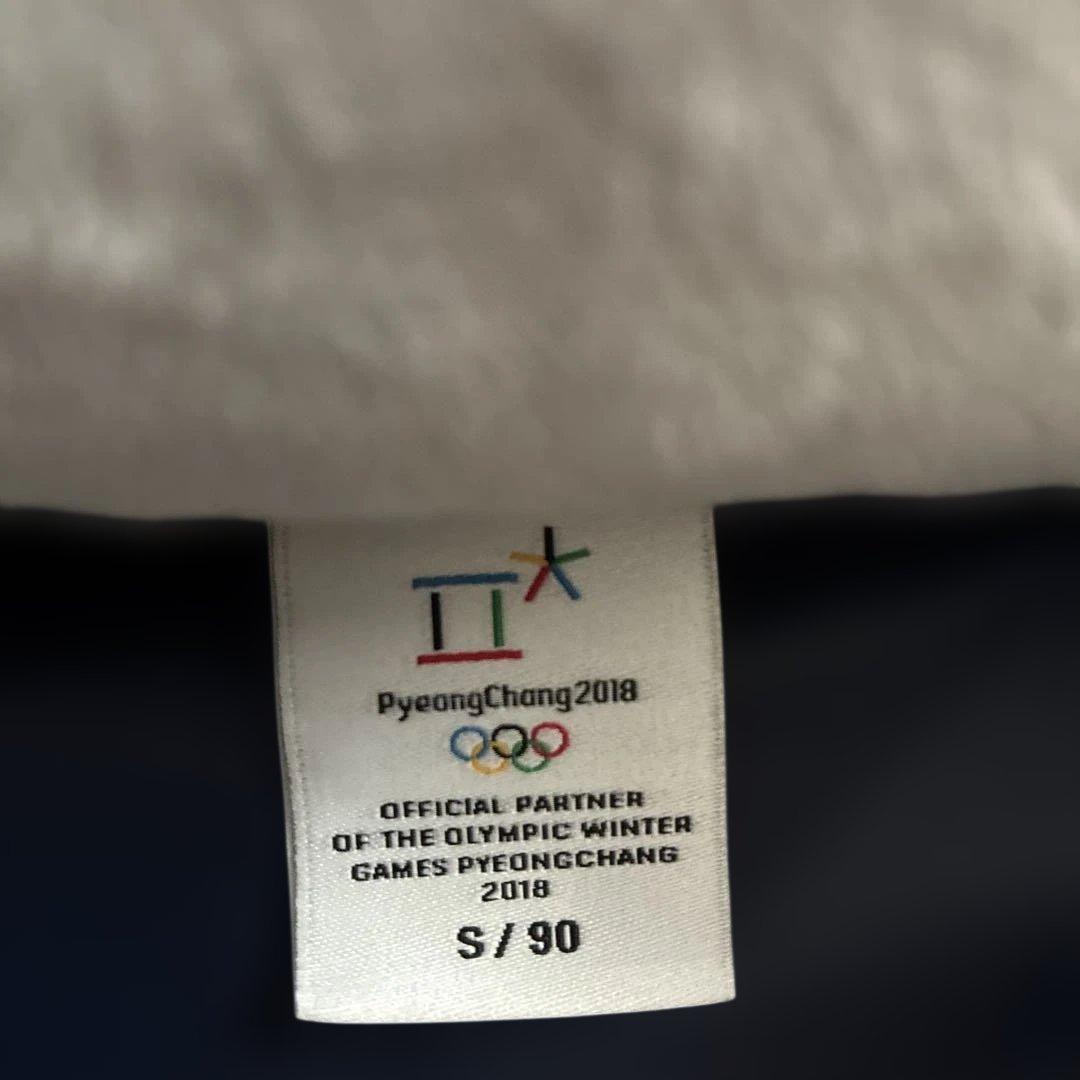 PyeongChang2018
OFFICIAL PARTNER
OF THE OLYMPIC WINTER
GAMES PYEONGCHANG
2018
S / 90